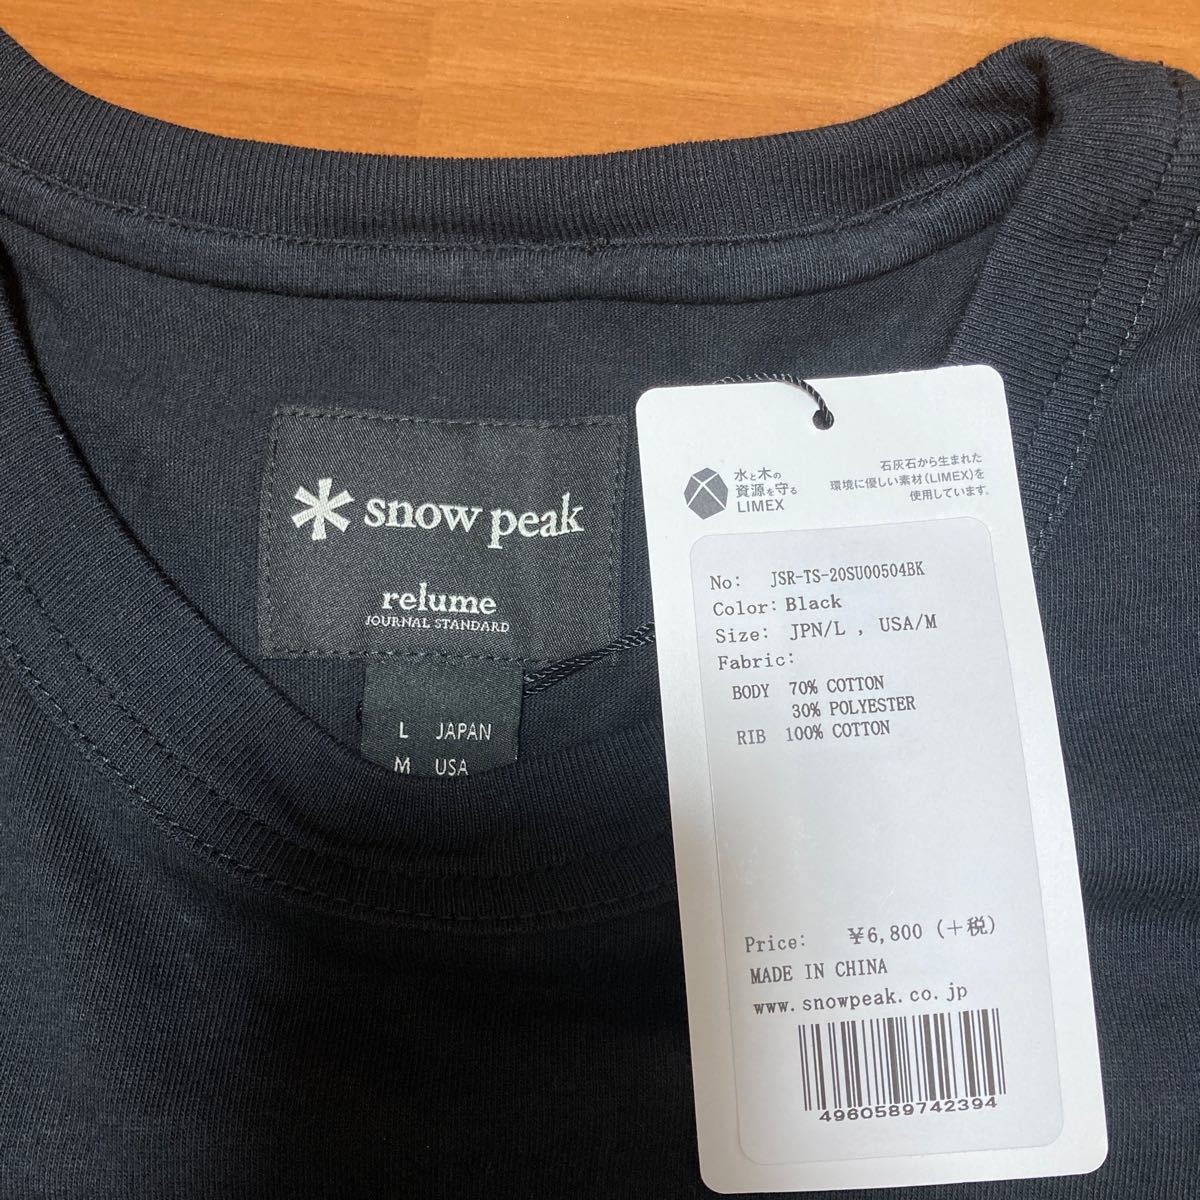 snow peak
relume
JOURNAL STANDARD
L JAPAN
M USA
水と木の
資源を守る
LIMEX
石灰石から生まれた
環境に優しい素材(LIMEX)を
使用しています。
No: JSR-TS-20SU00504BK
Color: Black
Size: JPN/L , USA/M
Fabric:
BODY 70% COTTON
30% POLYESTER
RIB 100% COTTON
Price: ¥6,800 (+税)
MADE IN CHINA
www.snowpeak.co.jp
4960589742394